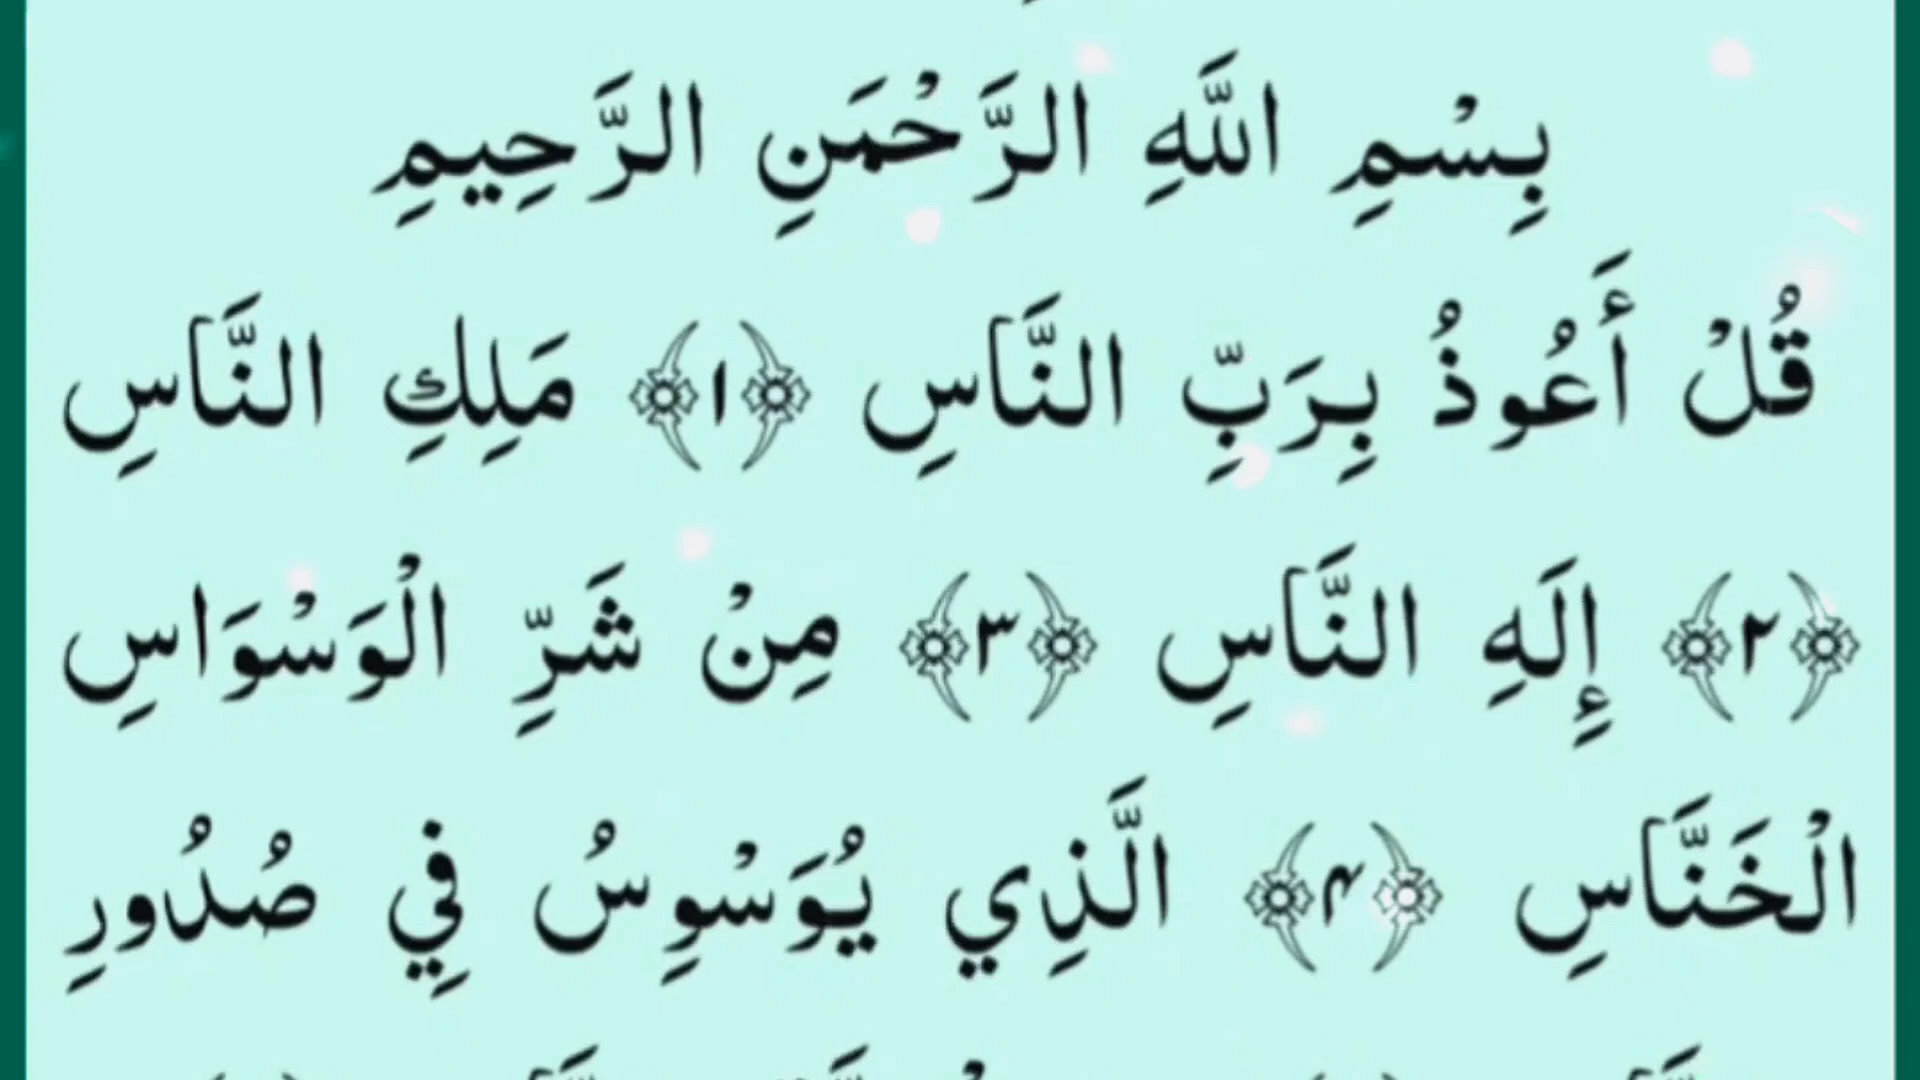 بِسْمِ اللَّهِ الرَّحْمَنِ الرَّحِيمِ
قُلْ أَعُوذُ بِرَبِّ النَّاسِ ﴿١﴾ مَلِكِ النَّاسِ
﴿٢﴾ إِلَهِ النَّاسِ ﴿٣﴾ مِنْ شَرِّ الْوَسْوَاسِ
الْخَنَّاسِ ﴿۴﴾ الَّذِي يُوَسْوِسُ فِي صُدُورِ